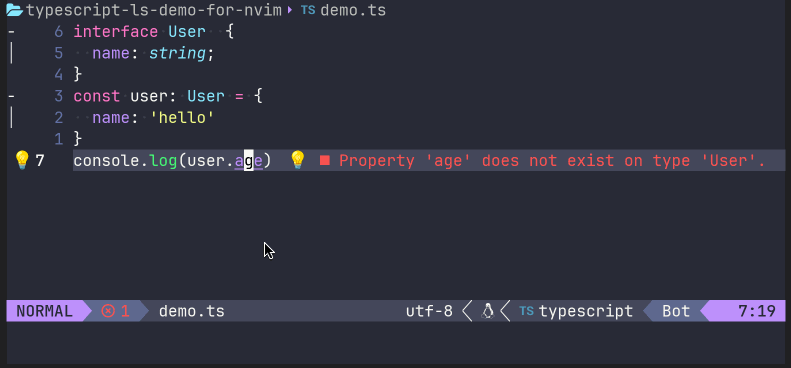 typescript-ls-demo-for-nvim › TS demo.ts
- 6 interface User {
│ 5 name: string;
4 }
- 3 const user: User = {
│ 2 name: 'hello'
1 }
7 console.log(user.age) ■ Property 'age' does not exist on type 'User'.
NORMAL 1 demo.ts utf-8 TS typescript Bot 7:19